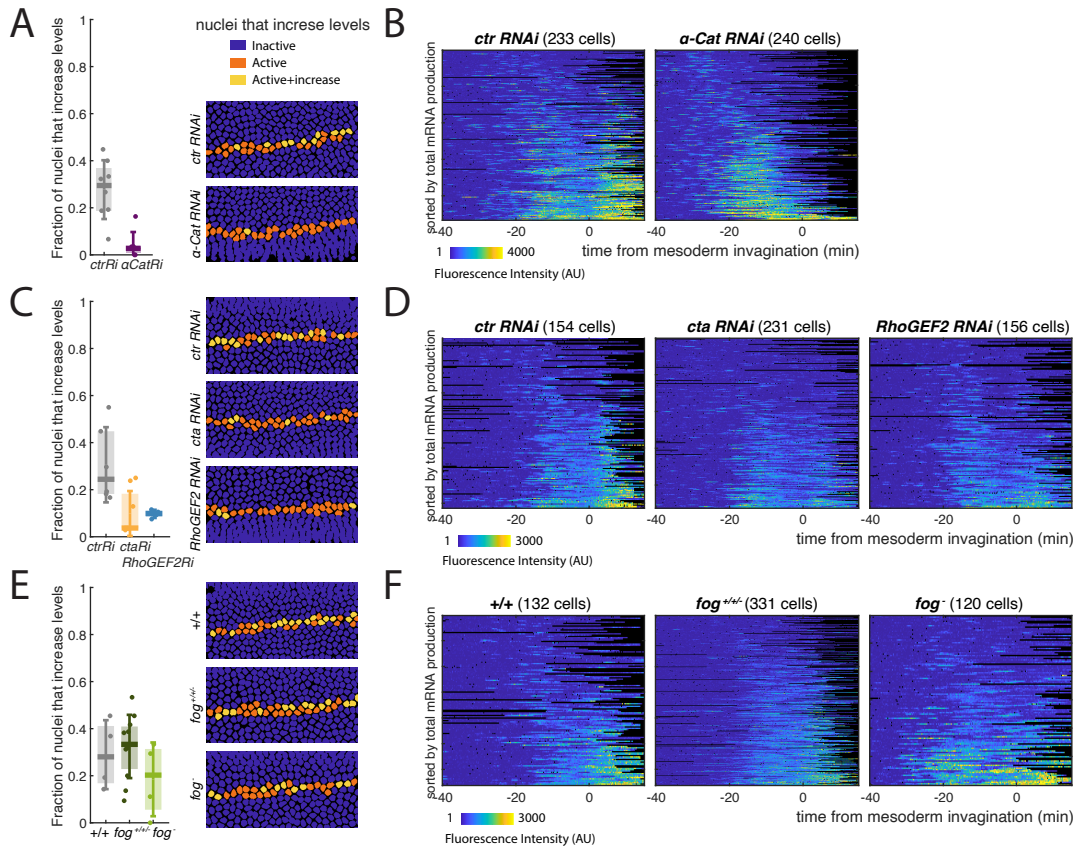 A
nuclei that increse levels
Inactive
Active
Active+increase
Fraction of nuclei that increase levels
1
0.8
0.6
0.4
0.2
0
ctrRi αCatRi
ctr RNAi
α-Cat RNAi
B
ctr RNAi (233 cells)
α-Cat RNAi (240 cells)
sorted by total mRNA production
-40 -20 0
-40 -20 0
time from mesoderm invagination (min)
1 4000
Fluorescence Intensity (AU)
C
Fraction of nuclei that increase levels
1
0.8
0.6
0.4
0.2
0
ctrRi ctaRi
RhoGEF2Ri
ctr RNAi
cta RNAi
RhoGEF2 RNAi
D
ctr RNAi (154 cells)
cta RNAi (231 cells)
RhoGEF2 RNAi (156 cells)
sorted by total mRNA production
-40 -20 0
-40 -20 0
-40 -20 0
time from mesoderm invagination (min)
1 3000
Fluorescence Intensity (AU)
E
Fraction of nuclei that increase levels
1
0.8
0.6
0.4
0.2
0
+/+ fog+/+/- fog-
+/+
fog+/+/-
fog-
F
+/+ (132 cells)
fog+/+/- (331 cells)
fog- (120 cells)
sorted by total mRNA production
-40 -20 0
-40 -20 0
-40 -20 0
time from mesoderm invagination (min)
1 3000
Fluorescence Intensity (AU)